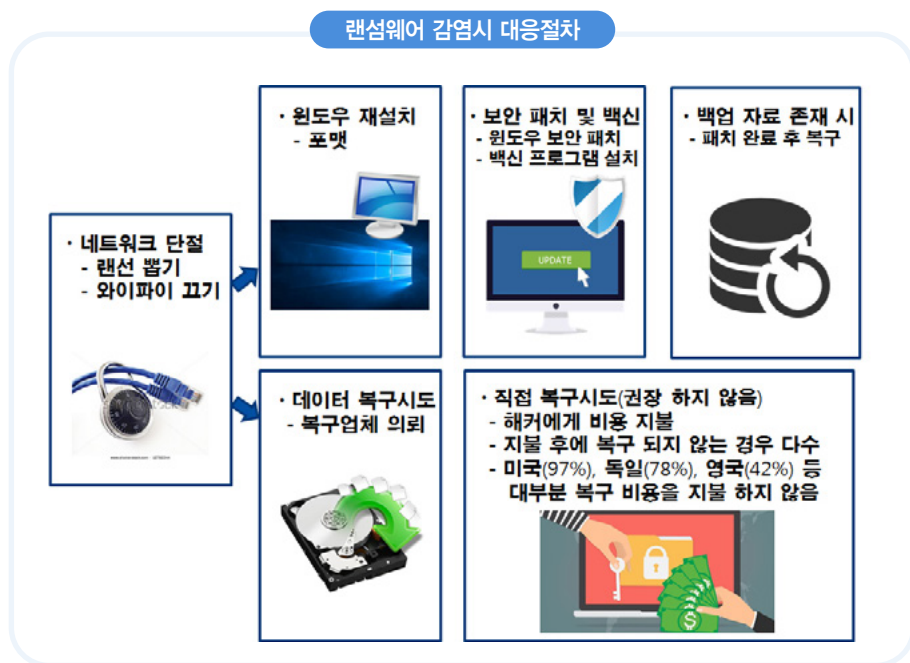 랜섬웨어 감염시 대응절차
· 네트워크 단절
- 랜선 뽑기
- 와이파이 끄기
· 윈도우 재설치
- 포맷
· 보안 패치 및 백신
- 윈도우 보안 패치
- 백신 프로그램 설치
UPDATE
· 백업 자료 존재 시
- 패치 완료 후 복구
· 데이터 복구시도
- 복구업체 의뢰
· 직접 복구시도(권장 하지 않음)
- 해커에게 비용 지불
- 지불 후에 복구 되지 않는 경우 다수
- 미국(97%), 독일(78%), 영국(42%) 등
대부분 복구 비용을 지불 하지 않음
$